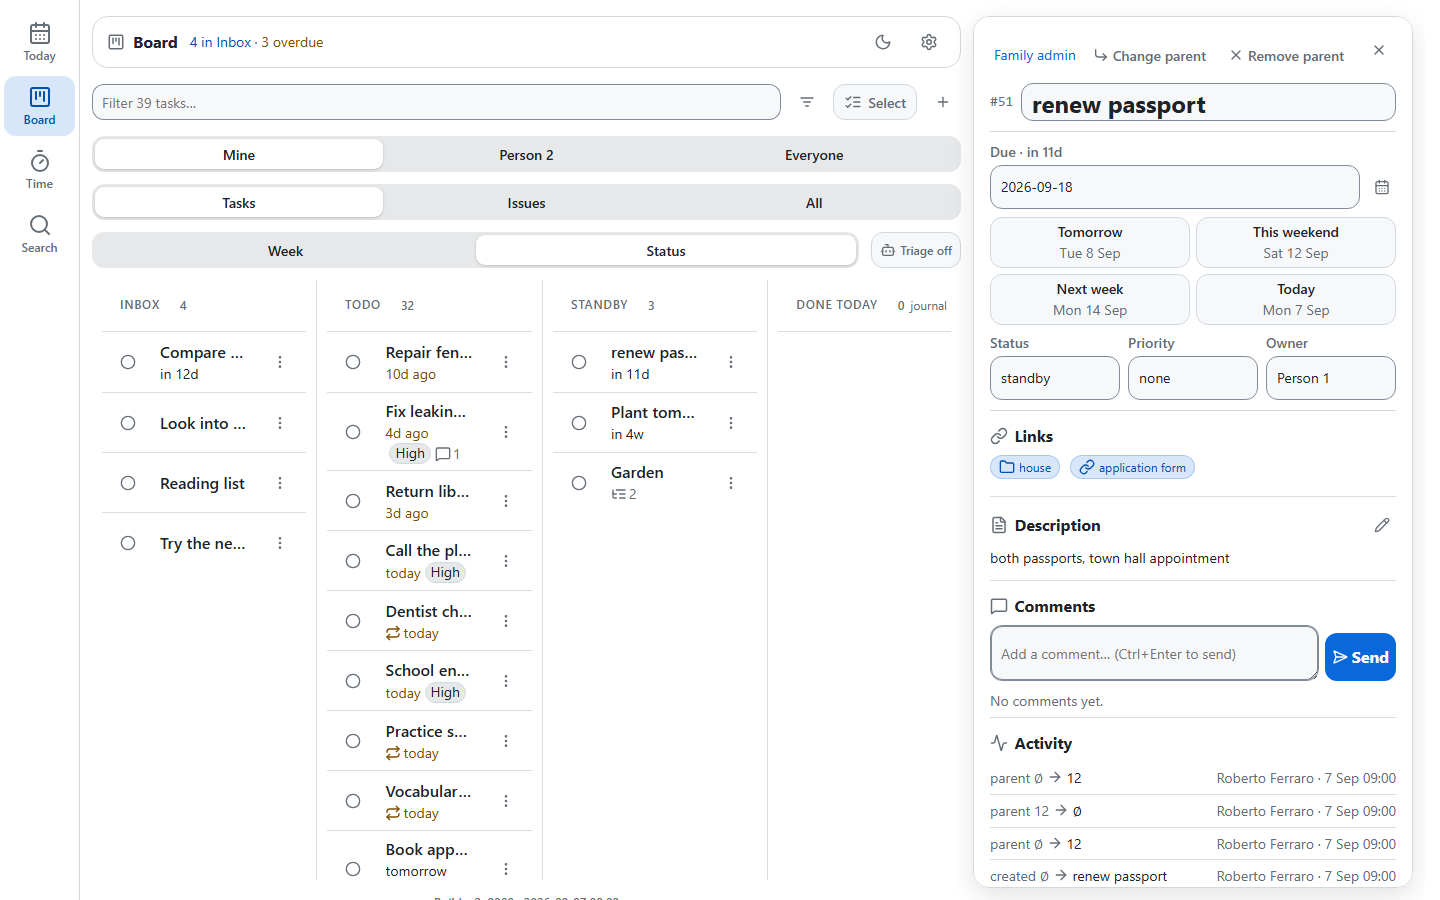 Today
Board
Time
Search
Board 4 in Inbox · 3 overdue
Filter 39 tasks...
Select
Mine Person 2 Everyone
Tasks Issues All
Week Status
Triage off
INBOX 4
Compare ...
in 12d
Look into ...
Reading list
Try the ne...
TODO 32
Repair fen...
10d ago
Fix leakin...
4d ago
High 1
Return lib...
3d ago
Call the pl...
today High
Dentist ch...
today
School en...
today High
Practice s...
today
Vocabular...
today
Book app...
tomorrow
STANDBY 3
renew pas...
in 11d
Plant tom...
in 4w
Garden
2
DONE TODAY 0 journal
Family admin Change parent Remove parent
#51 renew passport
Due · in 11d
2026-09-18
Tomorrow
Tue 8 Sep
This weekend
Sat 12 Sep
Next week
Mon 14 Sep
Today
Mon 7 Sep
Status Priority Owner
standby none Person 1
Links
house application form
Description
both passports, town hall appointment
Comments
Add a comment... (Ctrl+Enter to send)
Send
No comments yet.
Activity
parent ∅ → 12 Roberto Ferraro · 7 Sep 09:00
parent 12 → ∅ Roberto Ferraro · 7 Sep 09:00
parent ∅ → 12 Roberto Ferraro · 7 Sep 09:00
created ∅ → renew passport Roberto Ferraro · 7 Sep 09:00